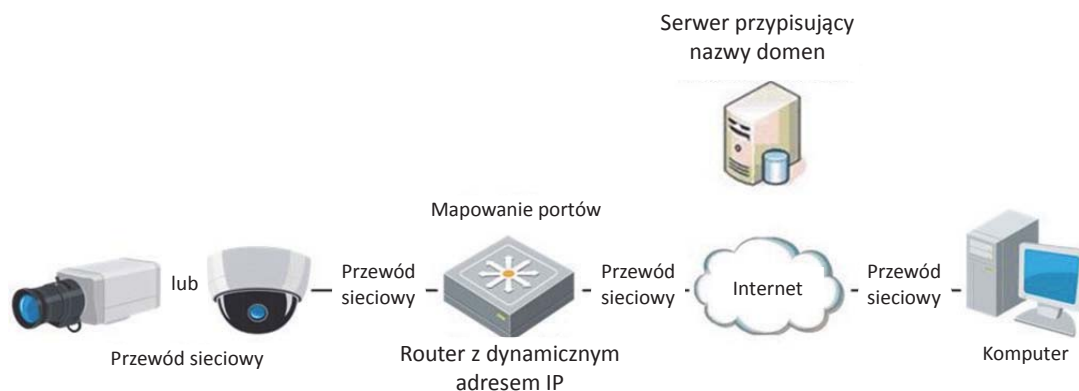 Serwer przypisujący
nazwy domen
Mapowanie portów
lub
Przewód
sieciowy
Przewód
sieciowy
Internet
Przewód
sieciowy
Przewód sieciowy
Router z dynamicznym
adresem IP
Komputer